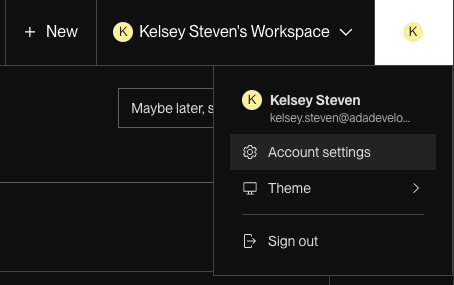 + New
K Kelsey Steven's Workspace
K
Maybe later, s
K Kelsey Steven
kelsey.steven@adadevelo...
Account settings
Theme
Sign out